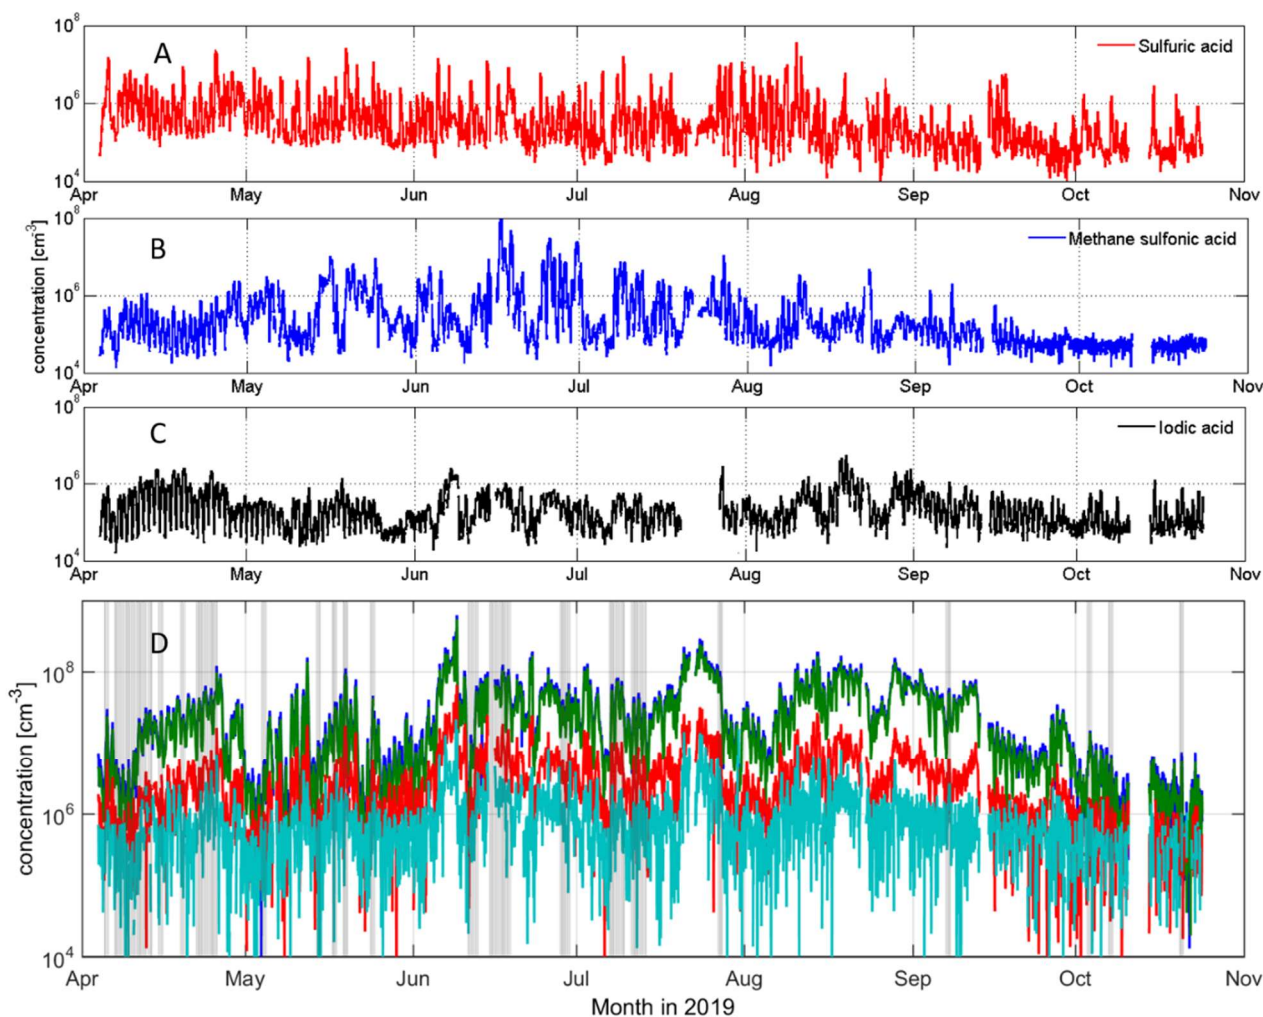 10⁸
A
Sulfuric acid
10⁶
10⁴
Apr May Jun Jul Aug Sep Oct Nov
concentration [cm⁻³]
10⁸
B
Methane sulfonic acid
10⁶
10⁴
Apr May Jun Jul Aug Sep Oct Nov
10⁸
C
Iodic acid
10⁶
10⁴
Apr May Jun Jul Aug Sep Oct Nov
concentration [cm⁻³]
D
10⁸
10⁶
10⁴
Apr May Jun Jul Aug Sep Oct Nov
Month in 2019